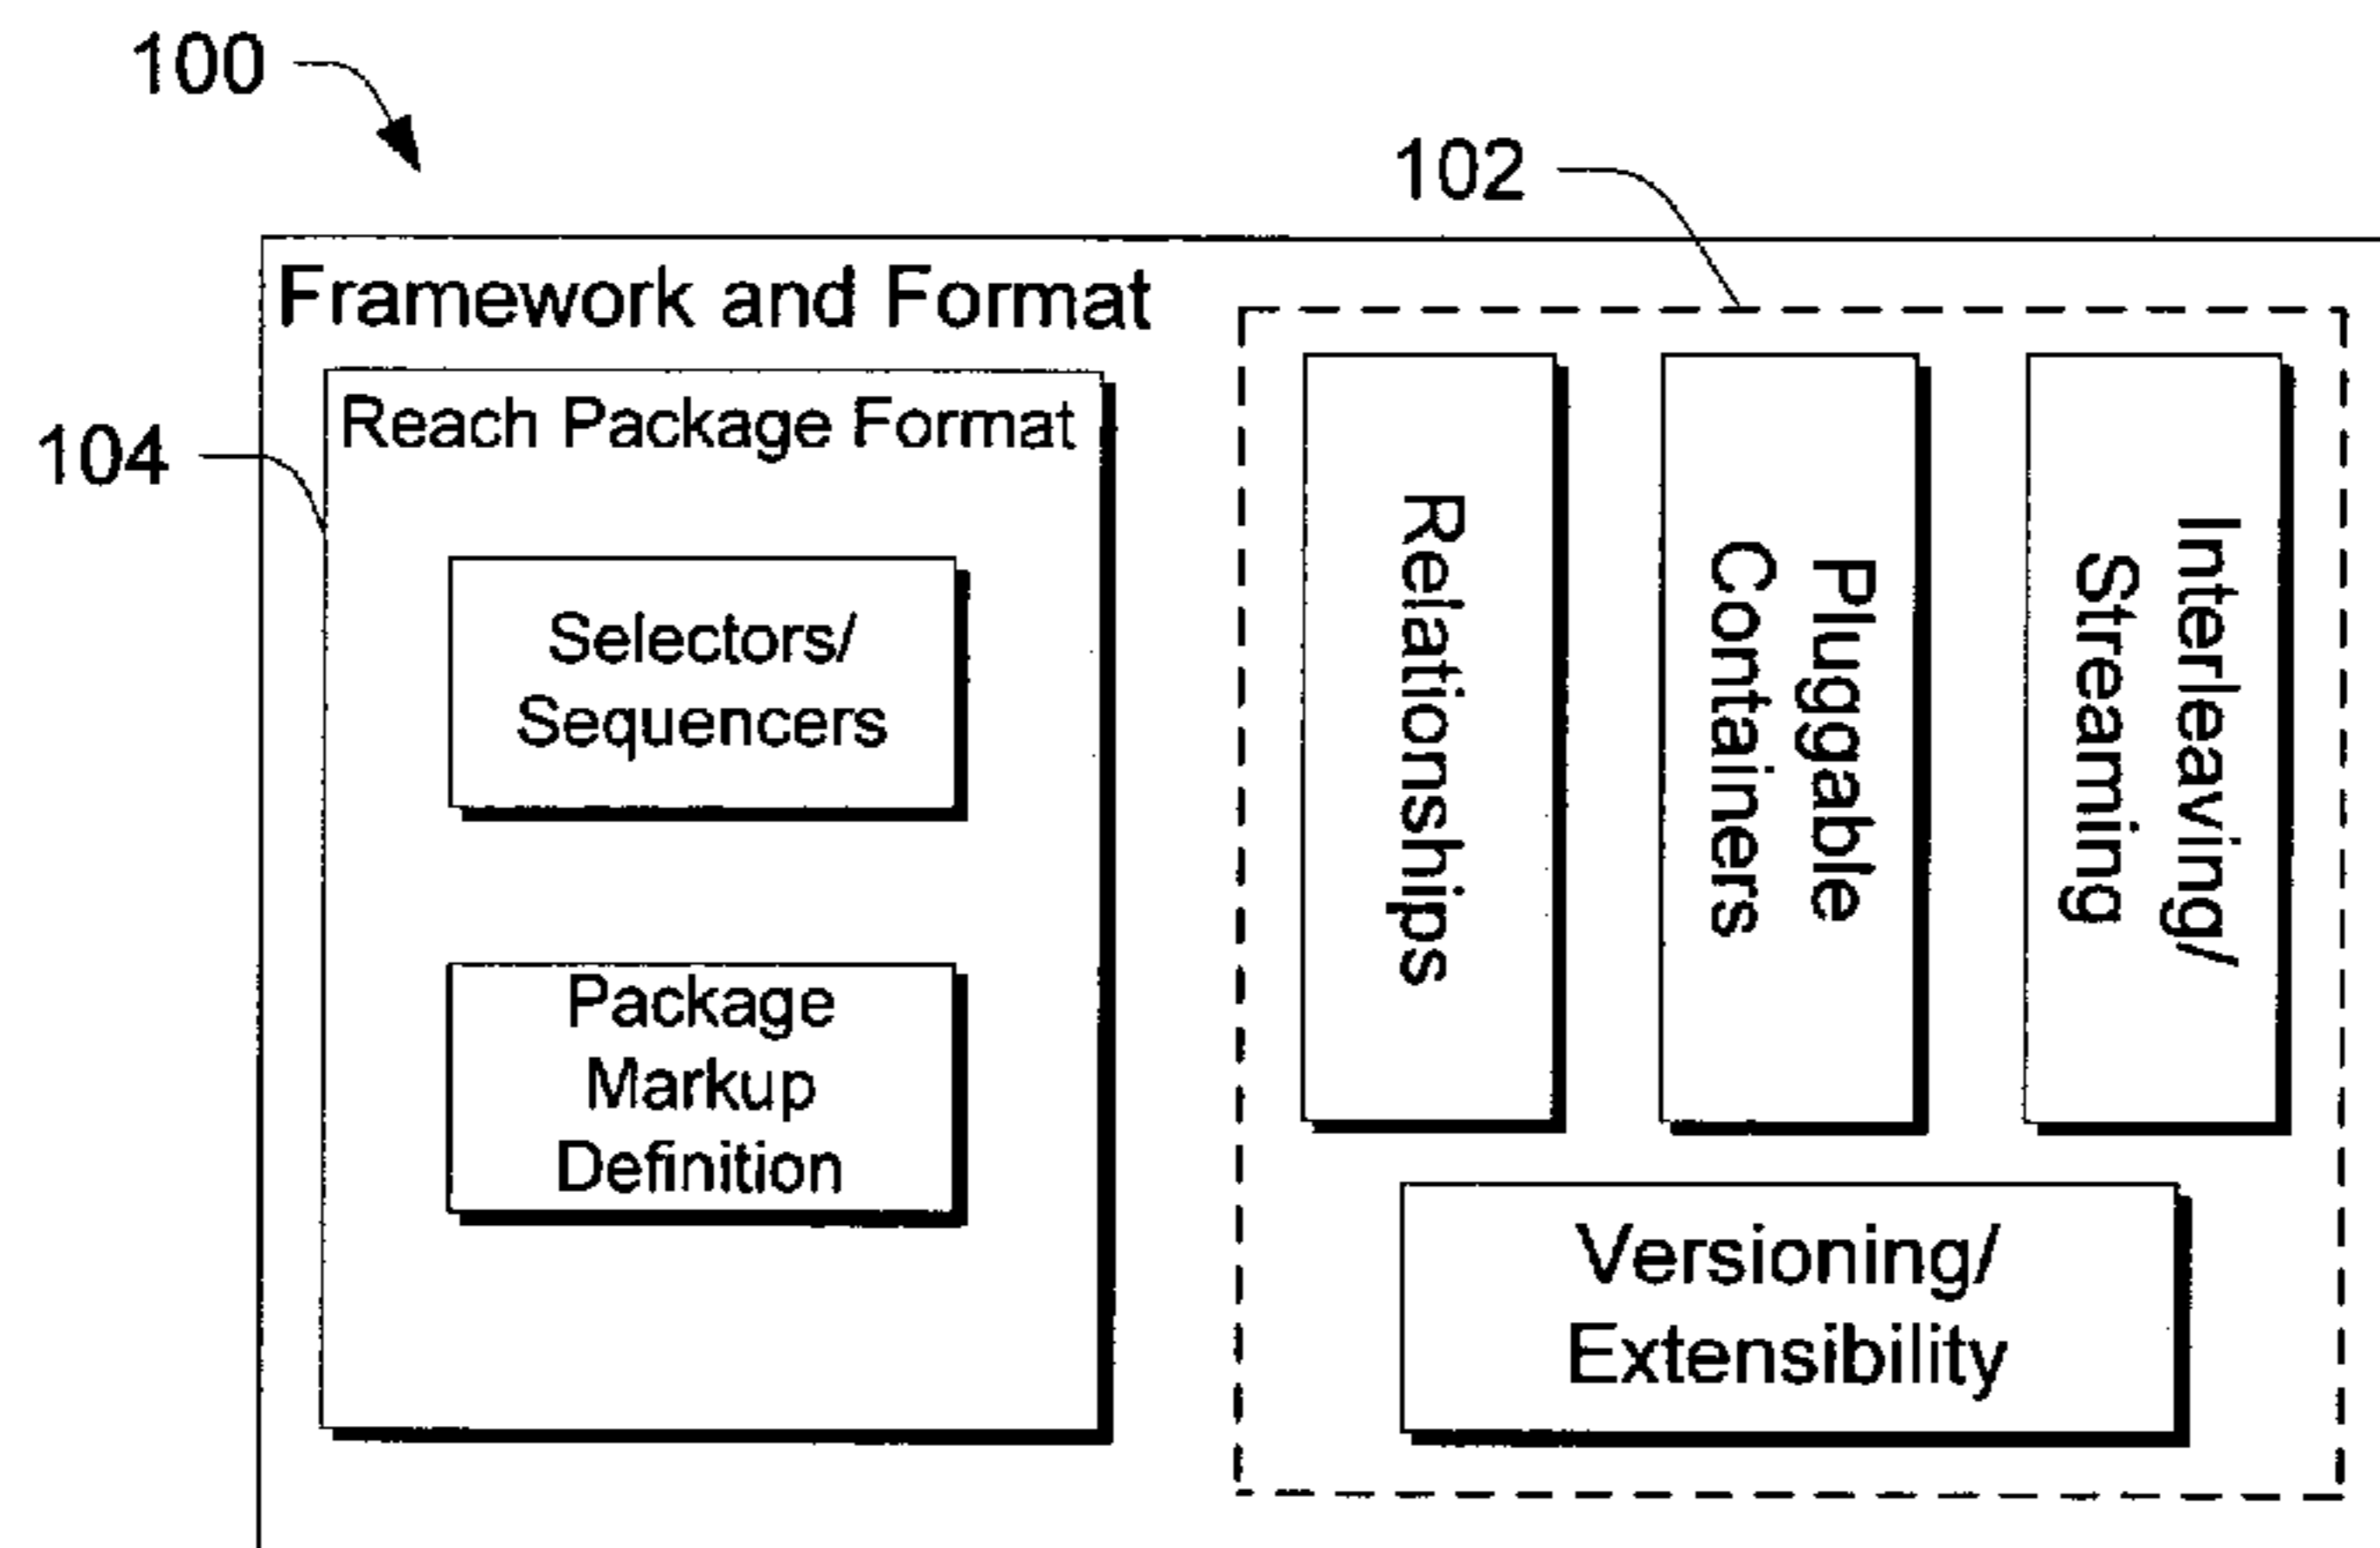 100
102
Framework and Format
104
Reach Package Format
Selectors/
Sequencers
Package
Markup
Definition
Relationships
Pluggable
Containers
Interleaving/
Streaming
Versioning/
Extensibility